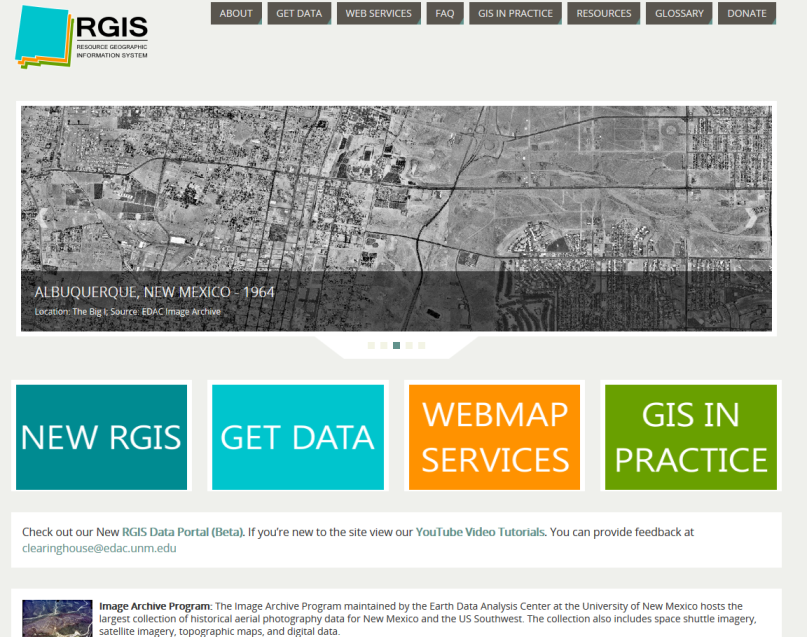 RGIS
RESOURCE GEOGRAPHIC
INFORMATION SYSTEM
ABOUT
GET DATA
WEB SERVICES
FAQ
GIS IN PRACTICE
RESOURCES
GLOSSARY
DONATE
ALBUQUERQUE, NEW MEXICO - 1964
Location: The Big I; Source: EDAC Image Archive
NEW RGIS
GET DATA
WEBMAP
SERVICES
GIS IN
PRACTICE
Check out our New RGIS Data Portal (Beta). If you're new to the site view our YouTube Video Tutorials. You can provide feedback at
clearinghouse@edac.unm.edu
Image Archive Program: The Image Archive Program maintained by the Earth Data Analysis Center at the University of New Mexico hosts the
largest collection of historical aerial photography data for New Mexico and the US Southwest. The collection also includes space shuttle imagery,
satellite imagery, topographic maps, and digital data.